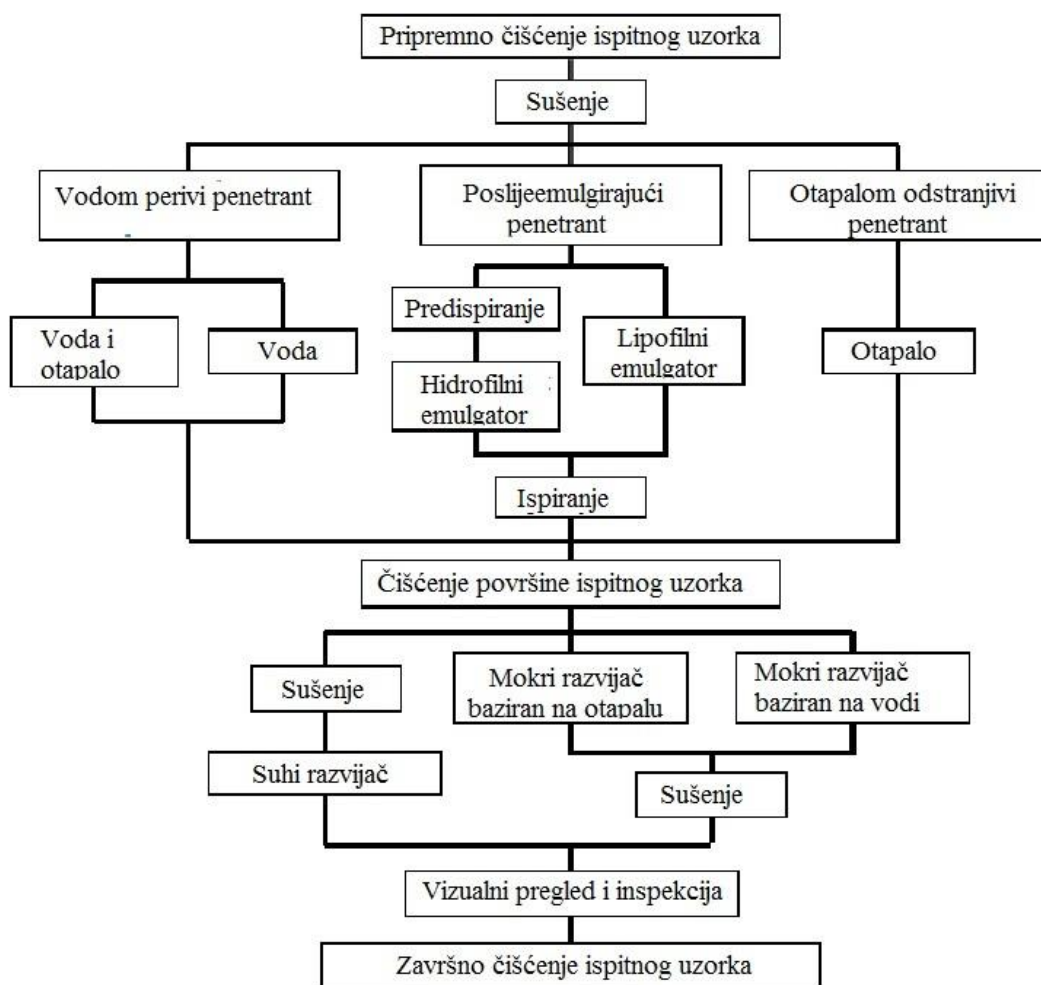 Pripremno čišćenje ispitnog uzorka
Sušenje
Vodom perivi penetrant
Poslijeemulgirajući
penetrant
Otapalom odstranjivi
penetrant
Predispiranje
Voda i
otapalo
Voda
Lipofilni
emulgator
Otapalo
Hidrofilni
emulgator
Ispiranje
Čišćenje površine ispitnog uzorka
Sušenje
Mokri razvijač
baziran na otapalu
Mokri razvijač
baziran na vodi
Suhi razvijač
Sušenje
Vizualni pregled i inspekcija
Završno čišćenje ispitnog uzorka